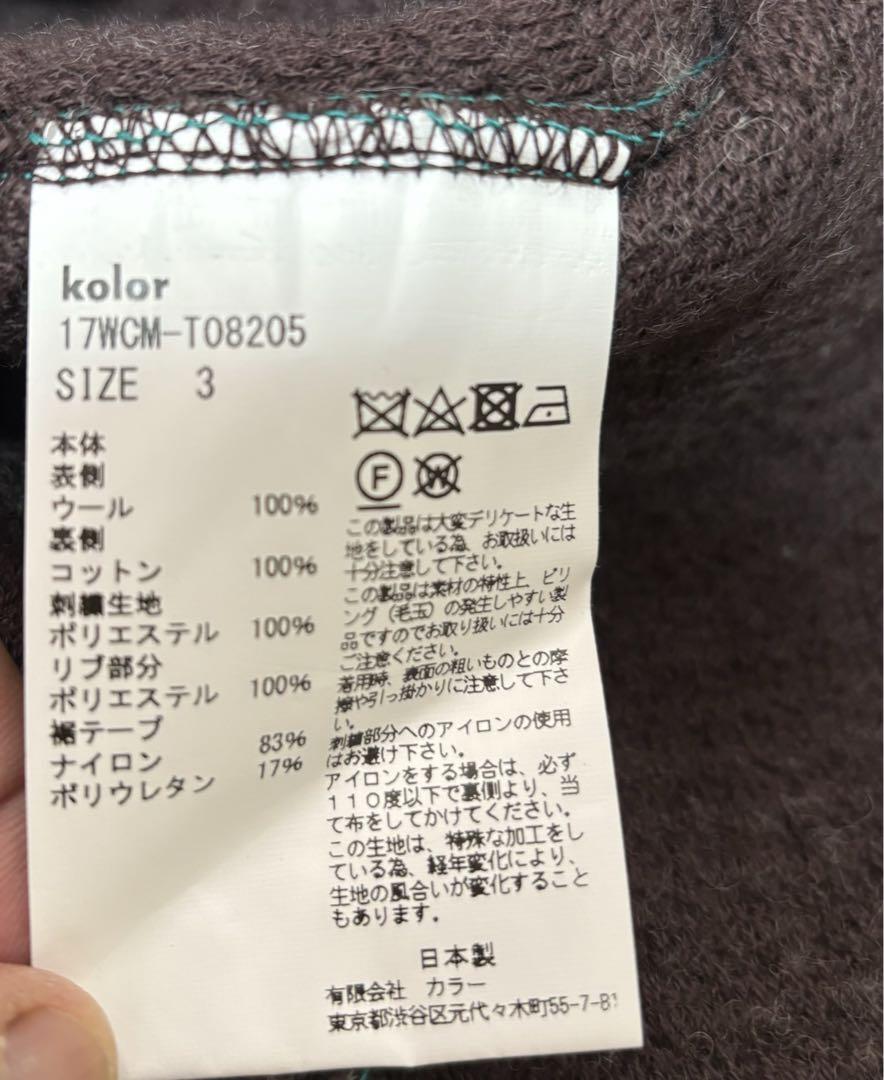 kolor
17WCM-T08205
SIZE 3
本体
表側
ウール 100%
裏側
コットン 100%
刺繍生地
ポリエステル 100%
リブ部分
ポリエステル 100%
裾テープ
ナイロン 83%
ポリウレタン 17%
F
W
この製品は大変デリケートな生
地をしている為、お取扱いには
十分注意して下さい。
この製品は素材の特性上、ピリ
ング（毛玉）の発生しやすい製
品ですのでお取り扱いには十分
ご注意ください。
着用時、表面の粗いものとの摩
擦や引っ掛かりに注意して下さ
い。
刺繍部分へのアイロンの使用
はお避け下さい。
アイロンをする場合は、必ず
１１０度以下で裏側より、当
て布をしてかけてください。
この生地は、特殊な加工をし
ている為、経年変化により、
生地の風合いが変化すること
もあります。
日本製
有限会社 カラー
東京都渋谷区元代々木町55-7-B1